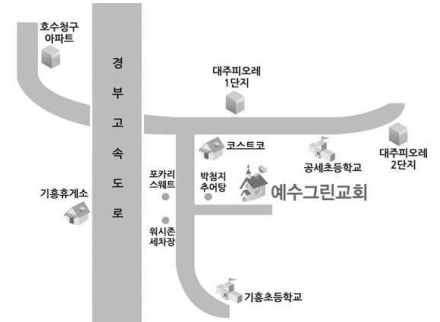 호수청구
아파트
경부고속도로
대주피오레
1단지
코스트코
공세초등학교
대주피오레
2단지
포카리
스웨트
박첨지
추어탕
예수그린교회
기흥휴게소
워시존
세차장
기흥초등학교